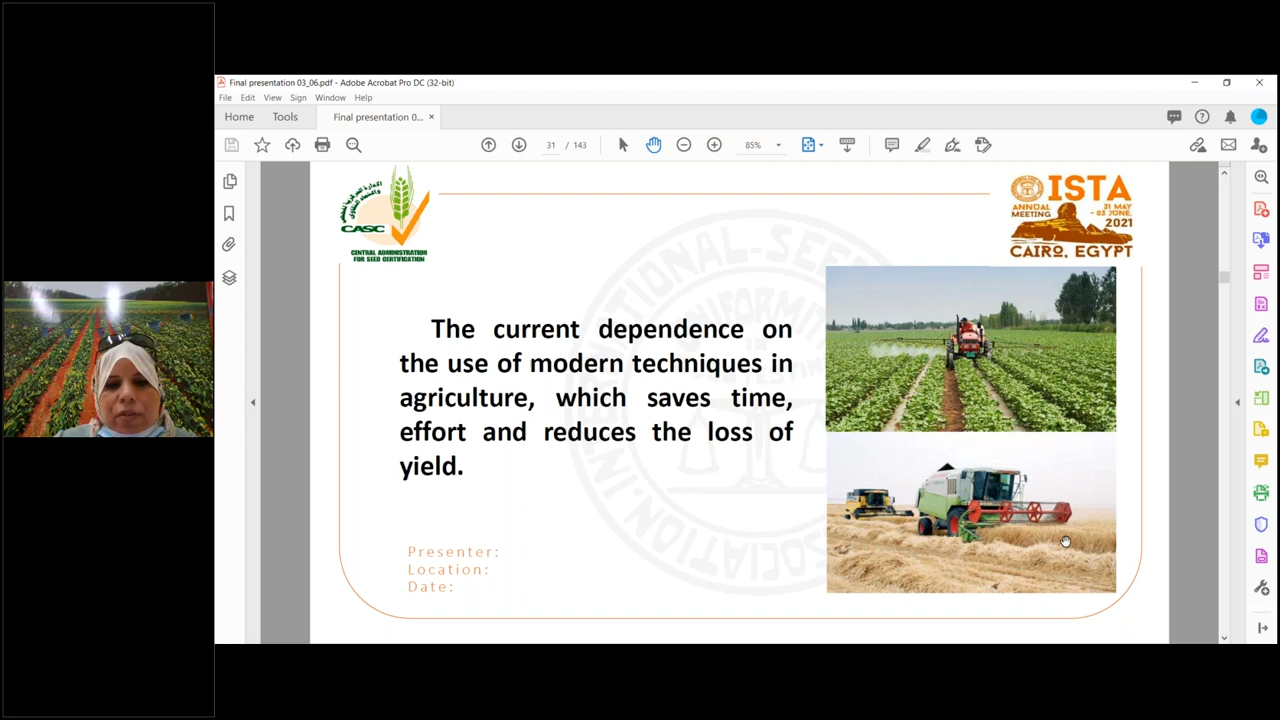 Final presentation 03_06.pdf - Adobe Acrobat Pro DC (32-bit)
File Edit View Sign Window Help
Home Tools Final presentation 0... ×
31 / 143 85%
CASC
CENTRAL ADMINISTRATION
FOR SEED CERTIFICATION
ISTA
ANNUAL MEETING
31 MAY - 03 JUNE, 2021
CAIRO, EGYPT
The current dependence on
the use of modern techniques in
agriculture, which saves time,
effort and reduces the loss of
yield.
Presenter:
Location:
Date: